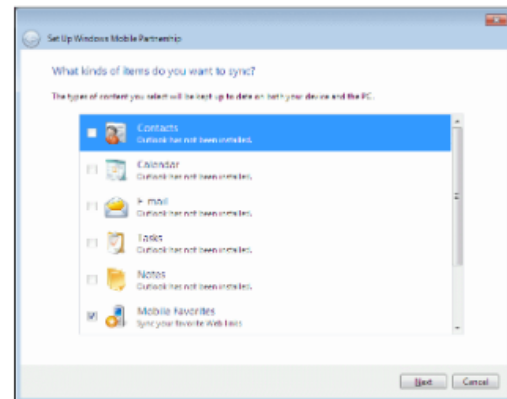 Set Up Windows Mobile Partnership
What kinds of items do you want to sync?
The types of content you select will be kept up to date on both your device and the PC.
Contacts
Outlook has not been installed.
Calendar
Outlook has not been installed.
E-mail
Outlook has not been installed.
Tasks
Outlook has not been installed.
Notes
Outlook has not been installed.
Mobile Favorites
Sync your favorite Web links
Next Cancel